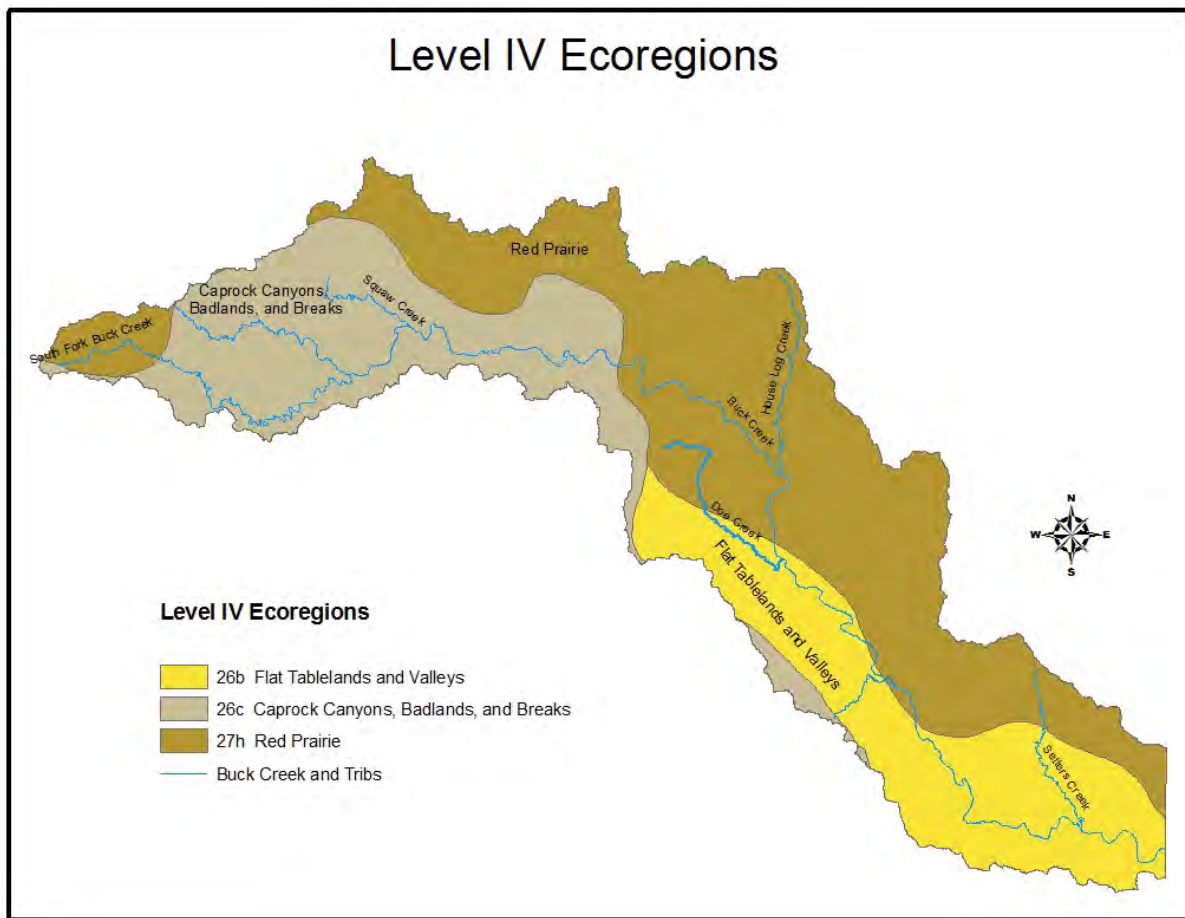 Level IV Ecoregions
Red Prairie
Caprock Canyons,
Badlands, and Breaks
Squaw Creek
South Fork Buck Creek
House Log Creek
Buck Creek
Doe Creek
Flat Tablelands and Valleys
Setters Creek
N
W
E
S
Level IV Ecoregions
26b Flat Tablelands and Valleys
26c Caprock Canyons, Badlands, and Breaks
27h Red Prairie
Buck Creek and Tribs